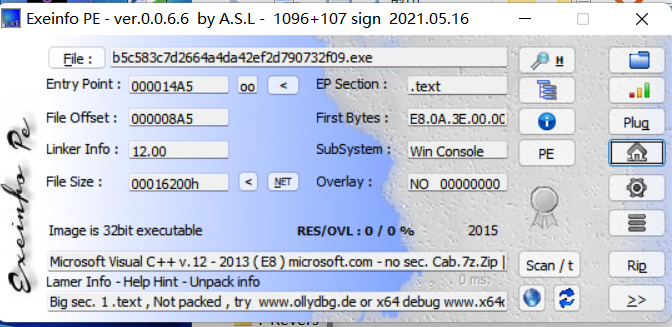 Exeinfo PE - ver.0.0.6.6 by A.S.L - 1096+107 sign 2021.05.16
File : b5c583c7d2664a4da42ef2d790732f09.exe H
Entry Point : 000014A5 oo < EP Section : .text
File Offset : 000008A5 First Bytes : E8.0A.3E.00.00 Plug
Linker Info : 12.00 SubSystem : Win Console PE
File Size : 00016200h < NET Overlay : NO 00000000
Image is 32bit executable RES/OVL : 0 / 0 % 2015
Exeinfo Pe
Microsoft Visual C++ v.12 - 2013 ( E8 ) microsoft.com - no sec. Cab.7z.Zip Scan / t Rip
Lamer Info - Help Hint - Unpack info 0 ms.
Big sec. 1 .text , Not packed , try www.ollydbg.de or x64 debug www.x64 >>